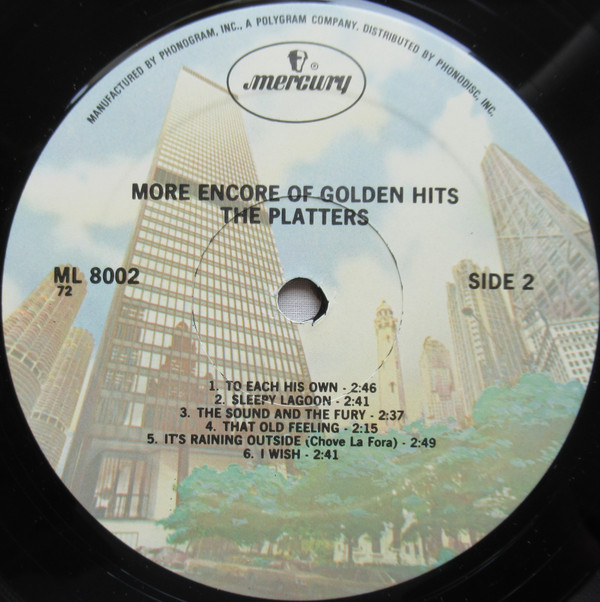 MANUFACTURED BY PHONOGRAM, INC., A POLYGRAM COMPANY. DISTRIBUTED BY PHONODISC, INC.
mercury ®
MORE ENCORE OF GOLDEN HITS
THE PLATTERS
ML 8002
72
SIDE 2
1. TO EACH HIS OWN - 2:46
2. SLEEPY LAGOON - 2:41
3. THE SOUND AND THE FURY - 2:37
4. THAT OLD FEELING - 2:15
5. IT'S RAINING OUTSIDE (Chove La Fora) - 2:49
6. I WISH - 2:41